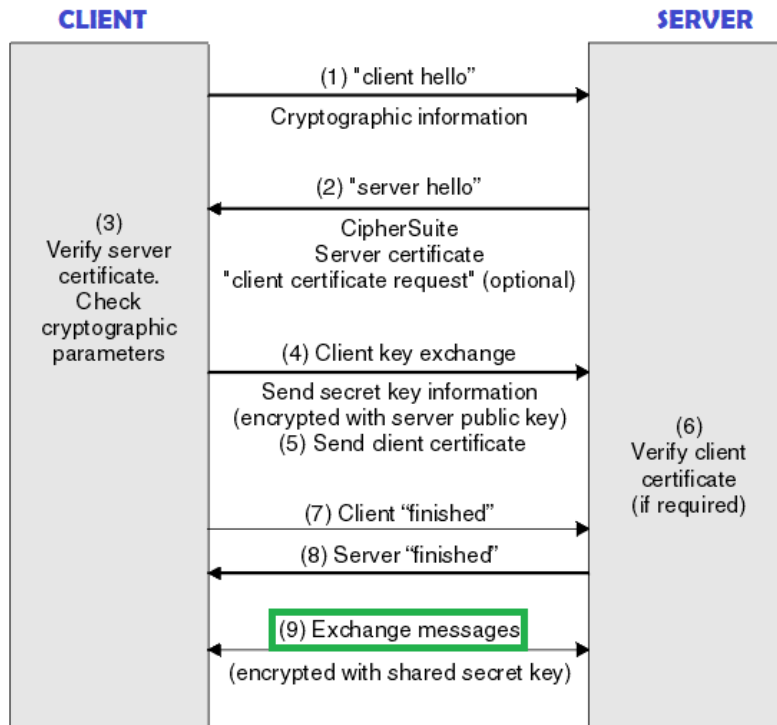 CLIENT
SERVER
(1) "client hello”
Cryptographic information
(2) "server hello”
CipherSuite
Server certificate
"client certificate request" (optional)
(3)
Verify server
certificate.
Check
cryptographic
parameters
(4) Client key exchange
Send secret key information
(encrypted with server public key)
(5) Send client certificate
(6)
Verify client
certificate
(if required)
(7) Client “finished”
(8) Server “finished”
(9) Exchange messages
(encrypted with shared secret key)